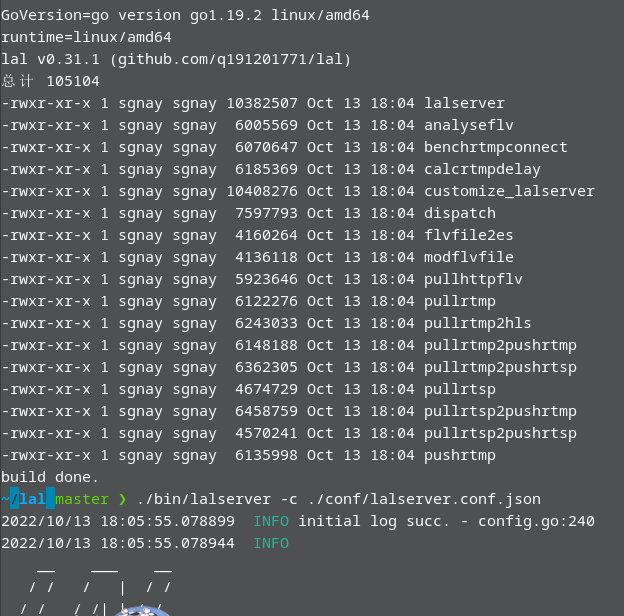 GoVersion=go version go1.19.2 linux/amd64
runtime=linux/amd64
lal v0.31.1 (github.com/q191201771/lal)
总计 105104
-rwxr-xr-x 1 sgnay sgnay 10382507 Oct 13 18:04 lalserver
-rwxr-xr-x 1 sgnay sgnay  6005569 Oct 13 18:04 analyseflv
-rwxr-xr-x 1 sgnay sgnay  6070647 Oct 13 18:04 benchrtmpconnect
-rwxr-xr-x 1 sgnay sgnay  6185369 Oct 13 18:04 calcrtmpdelay
-rwxr-xr-x 1 sgnay sgnay 10408276 Oct 13 18:04 customize_lalserver
-rwxr-xr-x 1 sgnay sgnay  7597793 Oct 13 18:04 dispatch
-rwxr-xr-x 1 sgnay sgnay  4160264 Oct 13 18:04 flvfile2es
-rwxr-xr-x 1 sgnay sgnay  4136118 Oct 13 18:04 modflvfile
-rwxr-xr-x 1 sgnay sgnay  5923646 Oct 13 18:04 pullhttpflv
-rwxr-xr-x 1 sgnay sgnay  6122276 Oct 13 18:04 pullrtmp
-rwxr-xr-x 1 sgnay sgnay  6243033 Oct 13 18:04 pullrtmp2hls
-rwxr-xr-x 1 sgnay sgnay  6148188 Oct 13 18:04 pullrtmp2pushrtmp
-rwxr-xr-x 1 sgnay sgnay  6362305 Oct 13 18:04 pullrtmp2pushrtsp
-rwxr-xr-x 1 sgnay sgnay  4674729 Oct 13 18:04 pullrtsp
-rwxr-xr-x 1 sgnay sgnay  6458759 Oct 13 18:04 pullrtsp2pushrtmp
-rwxr-xr-x 1 sgnay sgnay  4570241 Oct 13 18:04 pullrtsp2pushrtsp
-rwxr-xr-x 1 sgnay sgnay  6135998 Oct 13 18:04 pushrtmp
build done.
~/lal master ❯ ./bin/lalserver -c ./conf/lalserver.conf.json
2022/10/13 18:05:55.078899  INFO initial log succ. - config.go:240
2022/10/13 18:05:55.078944  INFO